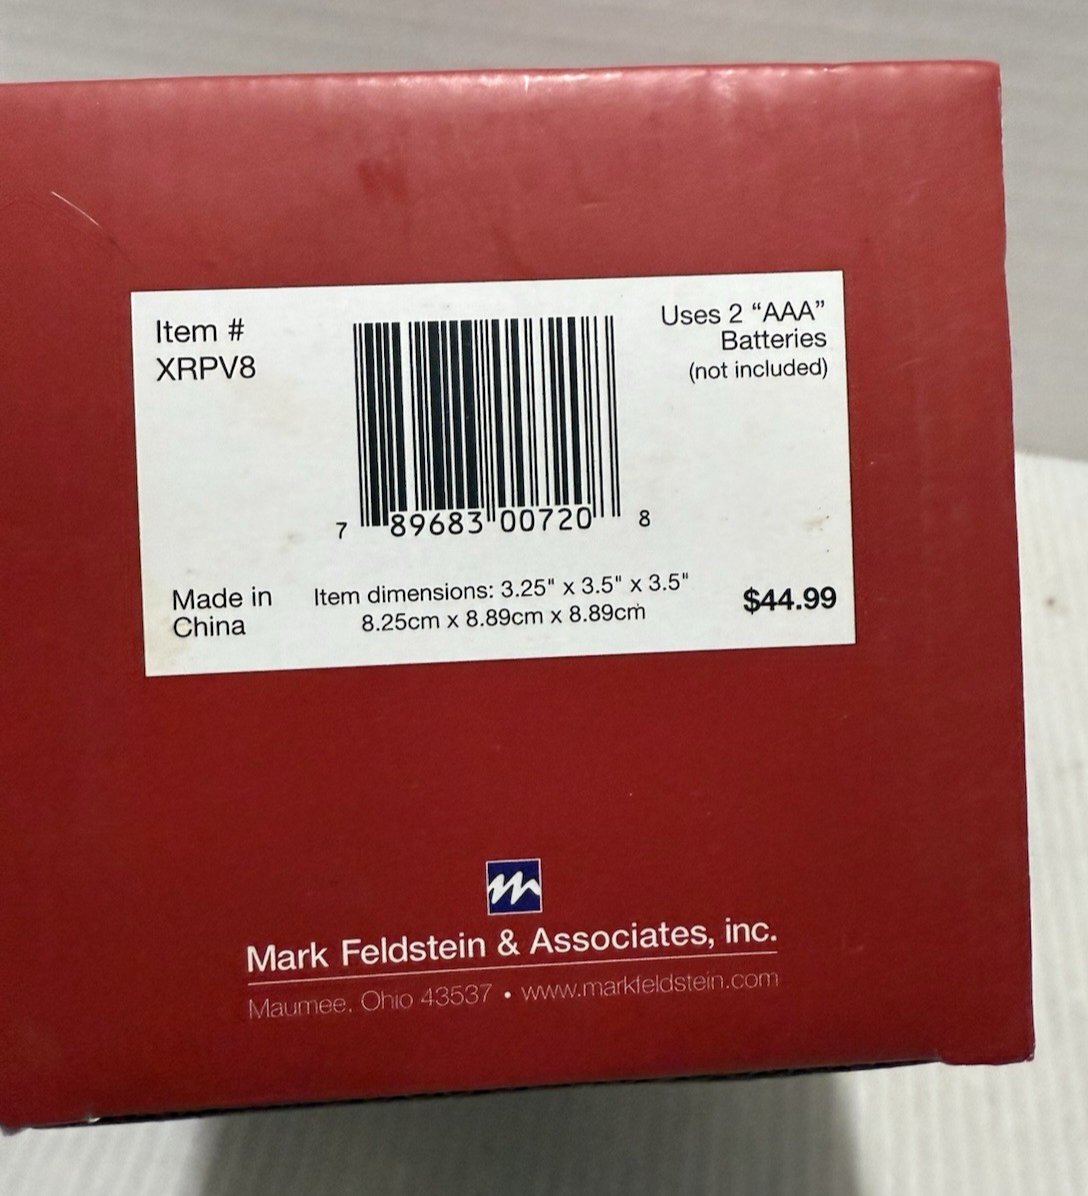 Item #
XRPV8
Uses 2 “AAA”
Batteries
(not included)
7 89683 00720 8
Made in
China
Item dimensions: 3.25" x 3.5" x 3.5"
8.25cm x 8.89cm x 8.89cm
$44.99
m
Mark Feldstein & Associates, inc.
Maumee, Ohio 43537 • www.markfeldstein.com